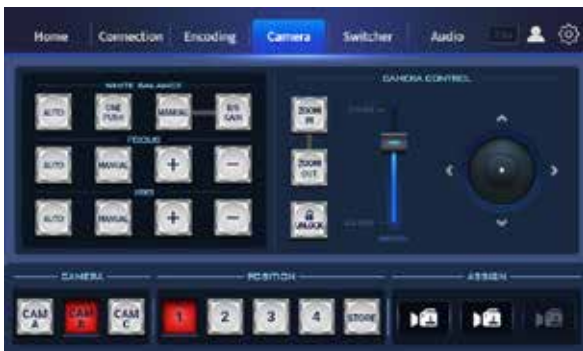 Home Connection Encoding Camera Switcher Audio
WHITE BALANCE
CAMERA CONTROL
AUTO ONE PUSH MANUAL R/B GAIN
ZOOM IN
FOCUS
AUTO MANUAL + −
ZOOM OUT
IRIS
AUTO MANUAL + −
UNLOCK
CAMERA POSITION ASSIGN
CAM A CAM B CAM C 1 2 3 4 STORE